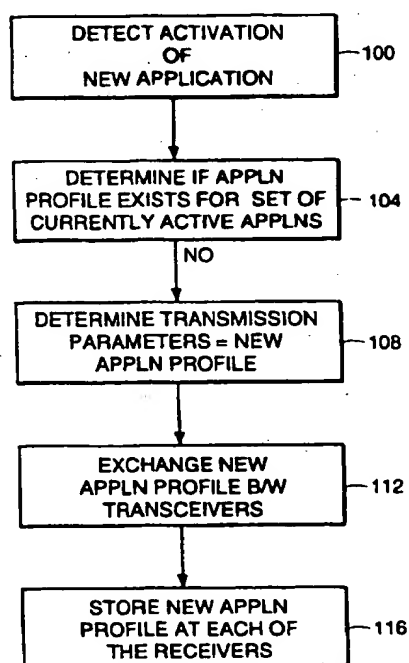 DETECT ACTIVATION
OF
NEW APPLICATION
100
DETERMINE IF APPLN
PROFILE EXISTS FOR SET OF
CURRENTLY ACTIVE APPLNS
104
NO
DETERMINE TRANSMISSION
PARAMETERS = NEW
APPLN PROFILE
108
EXCHANGE NEW
APPLN PROFILE B/W
TRANSCEIVERS
112
STORE NEW APPLN
PROFILE AT EACH OF
THE RECEIVERS
116